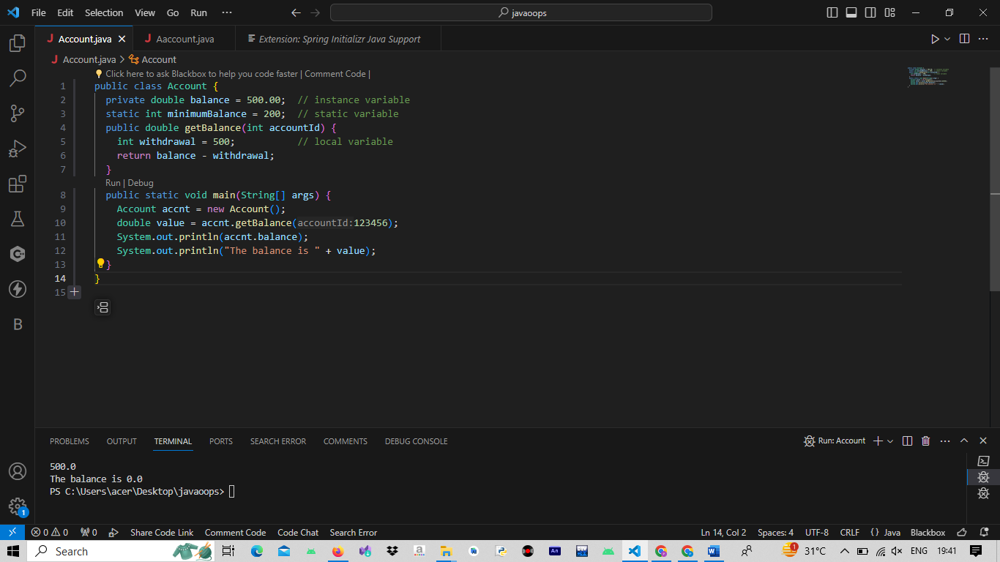 File Edit Selection View Go Run ··· javaoops
Account.java Aaccount.java Extension: Spring Initializr Java Support
Account.java > Account
Click here to ask Blackbox to help you code faster | Comment Code |
1 public class Account {
2 private double balance = 500.00; // instance variable
3 static int minimumBalance = 200; // static variable
4 public double getBalance(int accountId) {
5 int withdrawal = 500; // local variable
6 return balance - withdrawal;
7 }
Run | Debug
8 public static void main(String[] args) {
9 Account accnt = new Account();
10 double value = accnt.getBalance(accountId:123456);
11 System.out.println(accnt.balance);
12 System.out.println("The balance is " + value);
13 }
14 }
15
B
PROBLEMS OUTPUT TERMINAL PORTS SEARCH ERROR COMMENTS DEBUG CONSOLE Run: Account
500.0
The balance is 0.0
PS C:\Users\acer\Desktop\javaoops>
1
0 0 0 Share Code Link Comment Code Code Chat Search Error Ln 14, Col 2 Spaces: 4 UTF-8 CRLF {} Java Blackbox
Search a An W 1 31°C ENG 19:41